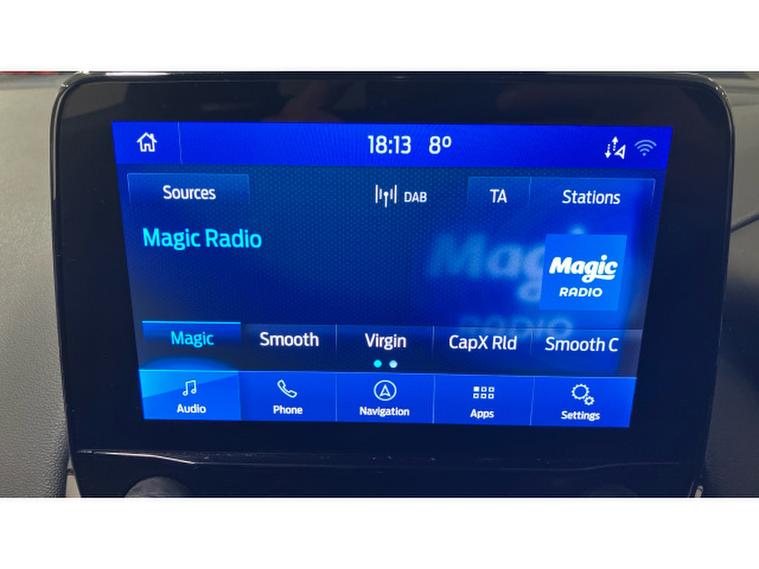 18:13 8º
Sources DAB TA Stations
Magic Radio
Magic
RADIO
Magic Smooth Virgin CapX Rld Smooth C
Audio Phone Navigation Apps Settings